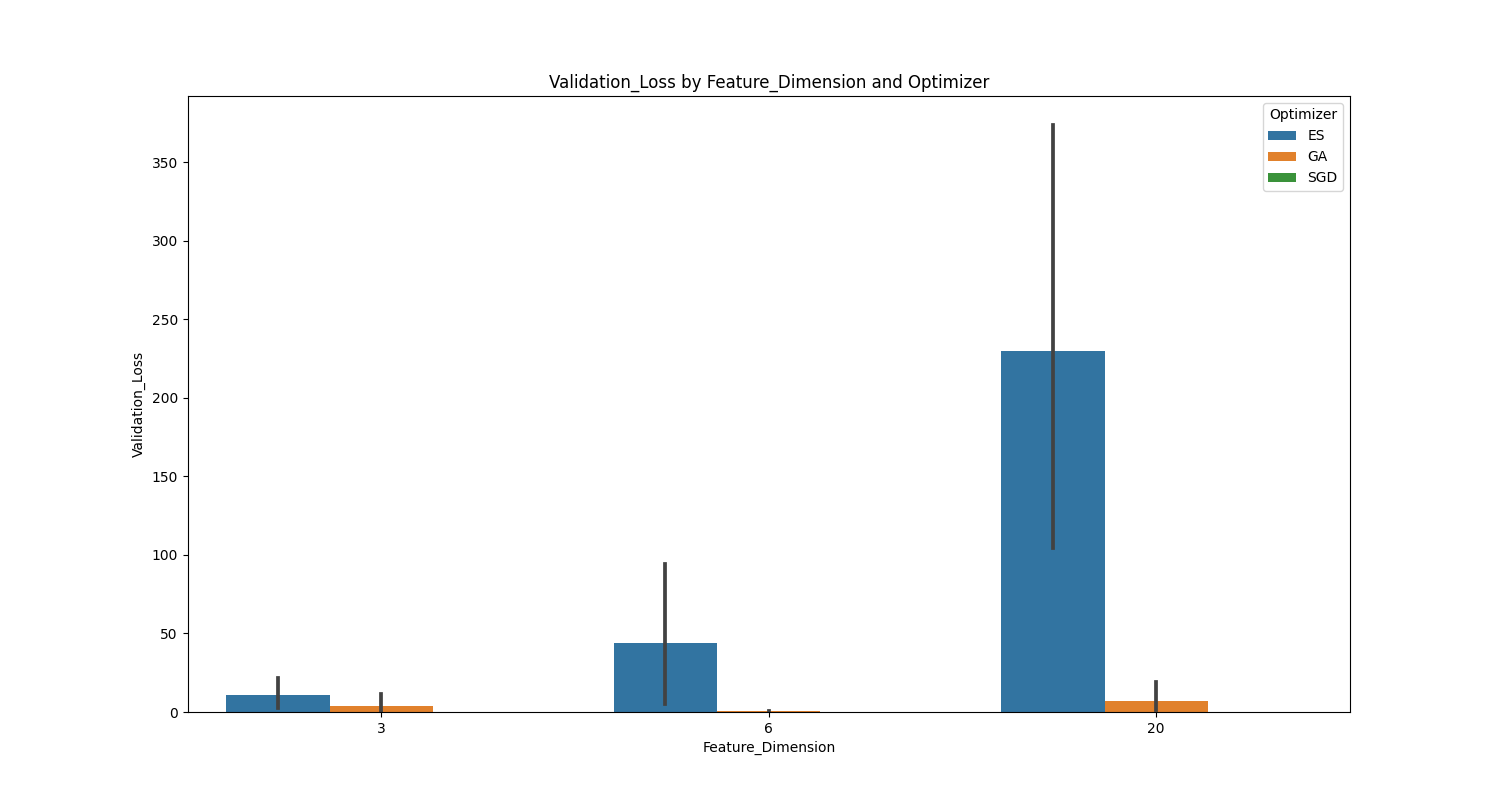 Validation_Loss by Feature_Dimension and Optimizer
Optimizer
ES
GA
SGD
Validation_Loss
350
300
250
200
150
100
50
0
3
6
20
Feature_Dimension